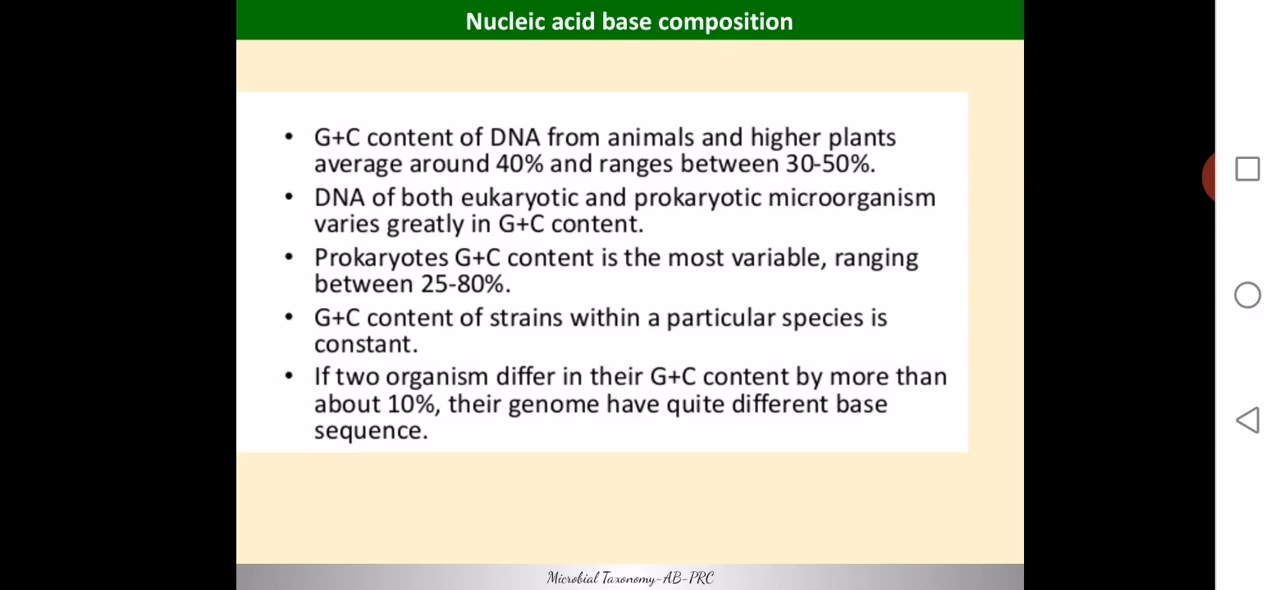 Nucleic acid base composition
• G+C content of DNA from animals and higher plants
average around 40% and ranges between 30-50%.
• DNA of both eukaryotic and prokaryotic microorganism
varies greatly in G+C content.
• Prokaryotes G+C content is the most variable, ranging
between 25-80%.
• G+C content of strains within a particular species is
constant.
• If two organism differ in their G+C content by more than
about 10%, their genome have quite different base
sequence.
Microbial Taxonomy-AB-PRC